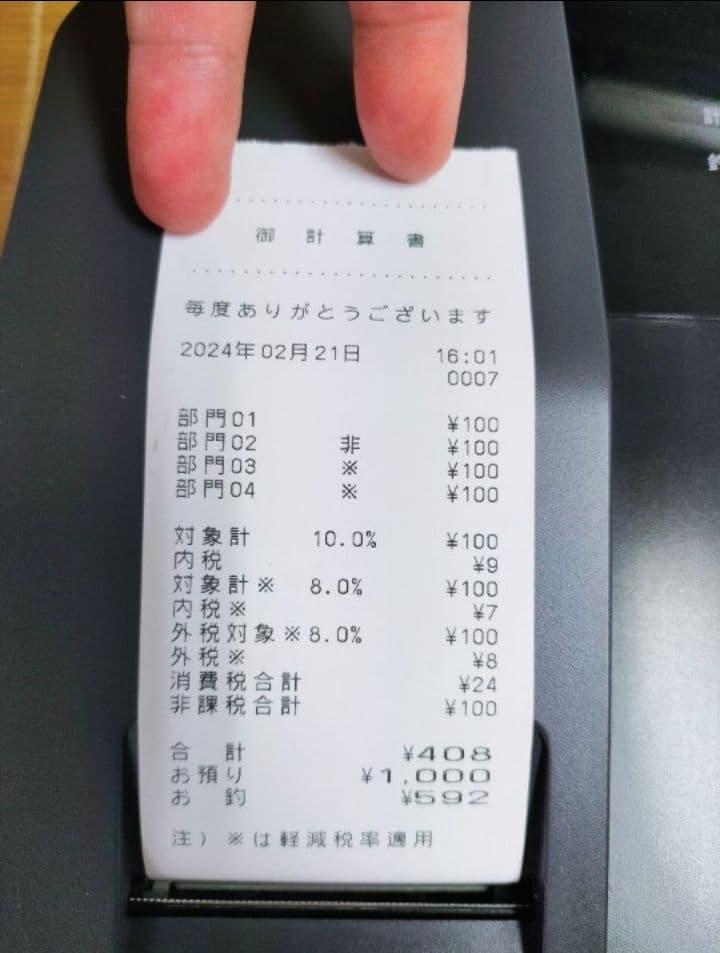 御計算書
毎度ありがとうございます
2024年02月21日 16:01
0007
部門01 ¥100
部門02 非 ¥100
部門03 ※ ¥100
部門04 ※ ¥100
対象計 10.0% ¥100
内税 ¥9
対象計※ 8.0% ¥100
内税※ ¥7
外税対象※8.0% ¥100
外税※ ¥8
消費税合計 ¥24
非課税合計 ¥100
合計 ¥408
お預り ¥1,000
お釣 ¥592
注）※は軽減税率適用